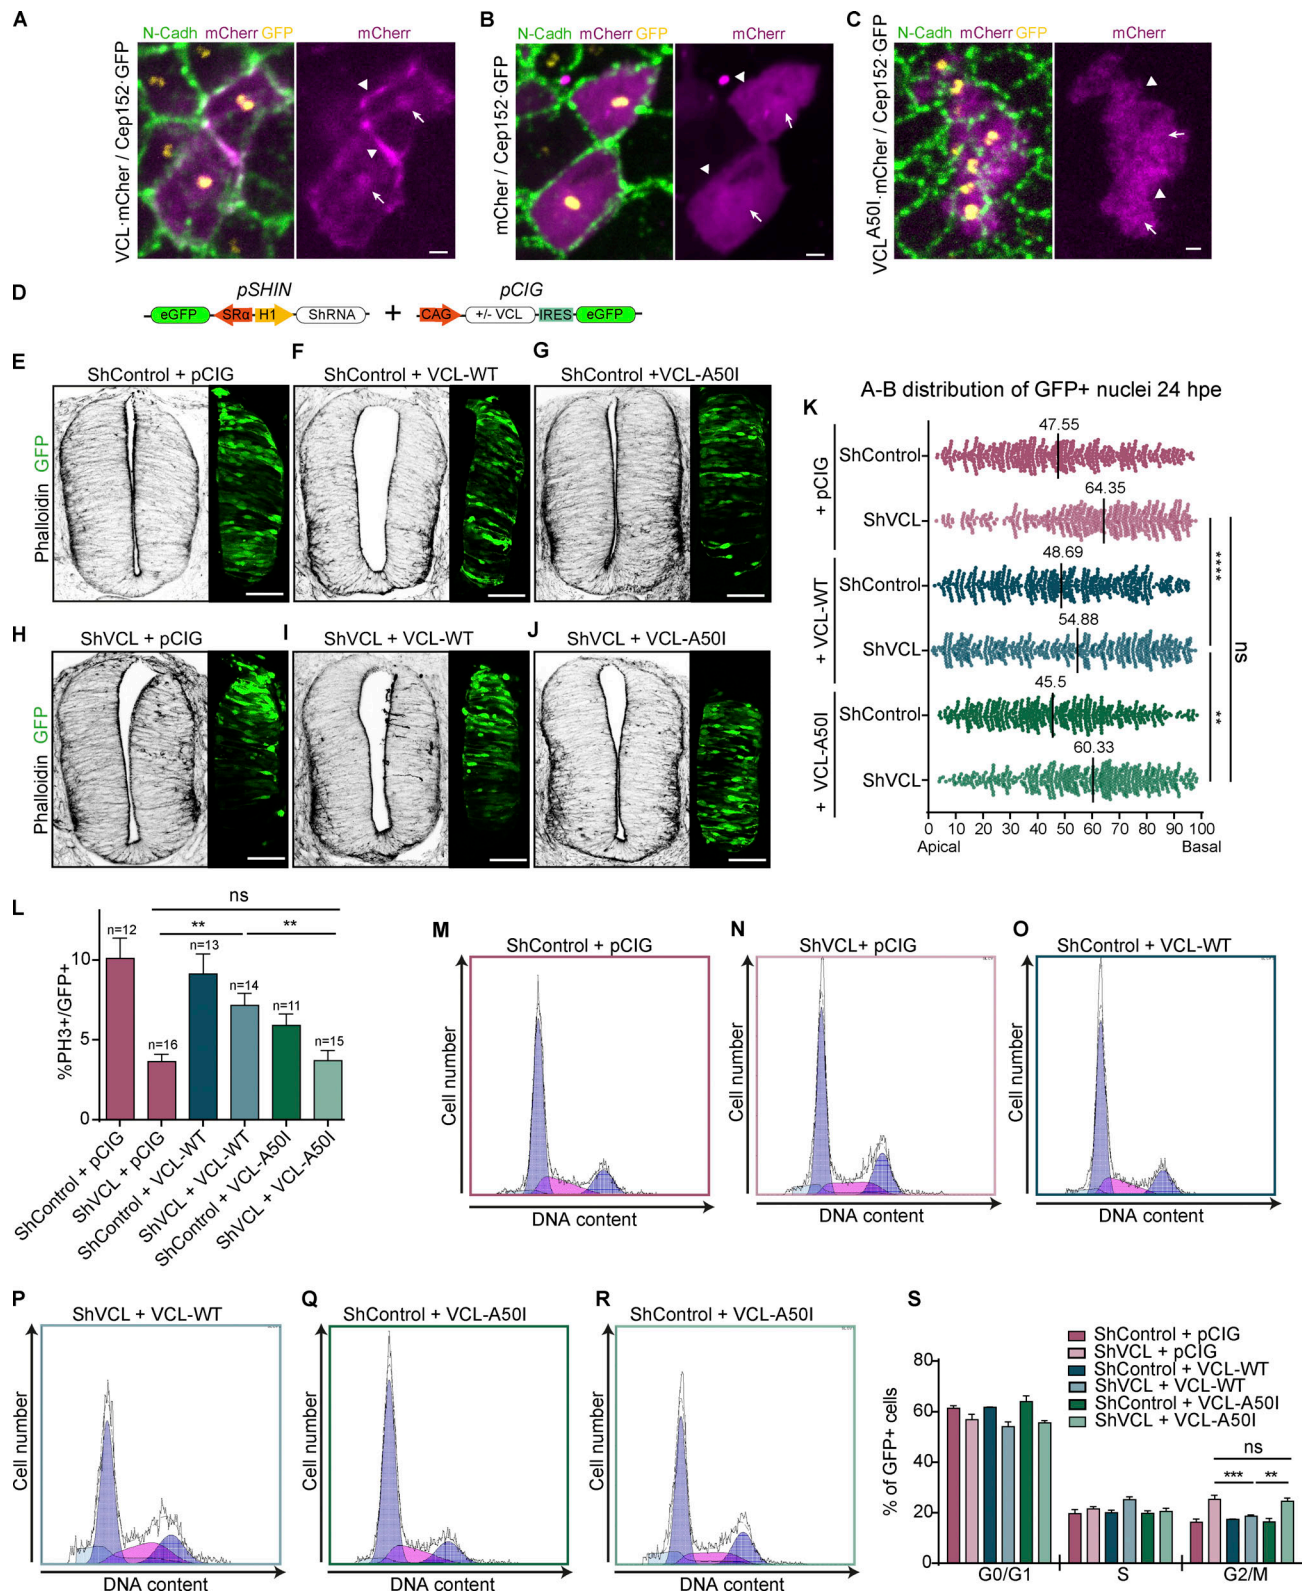 A
N-Cadh mCherr GFP
mCherr
VCL·mCher / Cep152·GFP
B
N-Cadh mCherr GFP
mCherr
mCher / Cep152·GFP
C
N-Cadh mCherr GFP
mCherr
VCLA50I·mCher / Cep152·GFP
D
pSHIN
pCIG
eGFP SRα H1 ShRNA + CAG +/- VCL IRES eGFP
E
ShControl + pCIG
F
ShControl + VCL-WT
G
ShControl +VCL-A50I
Phalloidin GFP
H
ShVCL + pCIG
I
ShVCL + VCL-WT
J
ShVCL + VCL-A50I
Phalloidin GFP
K
A-B distribution of GFP+ nuclei 24 hpe
+ pCIG
ShControl
47.55
ShVCL
64.35
+ VCL-WT
ShControl
48.69
ShVCL
54.88
+ VCL-A50I
ShControl
45.5
ShVCL
60.33
****
**
ns
0 10 20 30 40 50 60 70 80 90 100
Apical Basal
L
ns
** **
%PH3+/GFP+
10
5
0
n=12
n=16
n=13
n=14
n=11
n=15
ShControl + pCIG
ShVCL + pCIG
ShControl + VCL-WT
ShVCL + VCL-WT
ShControl + VCL-A50I
ShVCL + VCL-A50I
M
ShControl + pCIG
Cell number
DNA content
N
ShVCL+ pCIG
Cell number
DNA content
O
ShControl + VCL-WT
Cell number
DNA content
P
ShVCL + VCL-WT
Cell number
DNA content
Q
ShControl + VCL-A50I
Cell number
DNA content
R
ShControl + VCL-A50I
Cell number
DNA content
S
ShControl + pCIG
ShVCL + pCIG
ShControl + VCL-WT
ShVCL + VCL-WT
ShControl + VCL-A50I
ShVCL + VCL-A50I
% of GFP+ cells
80
60
40
20
0
ns
*** **
G0/G1 S G2/M